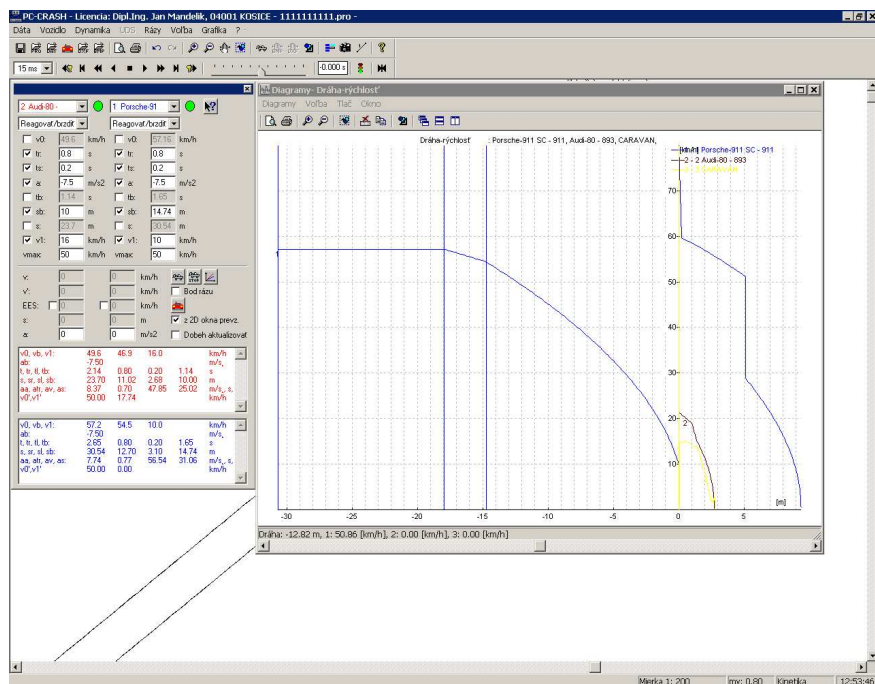 PC-CRASH - Licencia: Dipl.Ing. Jan Mandelik, 04001 KOSICE - 1111111111.pro -
Dáta Vozidlo Dynamika UDS Rázy Voľba Grafika ?
15 ms -0.000 s
2 Audi-80 - 1 Porsche-91
Reagovať/brzdiť Reagovať/brzdiť
v0: 49.6 km/h v0: 57.16 km/h
tr: 0.8 s tr: 0.8 s
ts: 0.2 s ts: 0.2 s
a: -7.5 m/s2 a: -7.5 m/s2
tb: 1.14 s tb: 1.65 s
sb: 10 m sb: 14.74 m
s: 23.7 m s: 30.54 m
v1: 16 km/h v1: 10 km/h
vmax: 50 km/h vmax: 50 km/h
v: 0 0 km/h
v': 0 0 km/h Bod rázu
EES: 0 0 km/h
s: 0 0 m z 2D okna prevz.
a: 0 0 m/s2 Dobeh aktualizovať
v0, vb, v1: 49.6 46.9 16.0 km/h
ab: -7.50 m/s,
t, tr, tl, tb: 2.14 0.80 0.20 1.14 s
s, sr, sl, sb: 23.70 11.02 2.68 10.00 m
aa, atr, av, as: 8.37 0.70 47.85 25.02 m/s,, s,
v0',v1' 50.00 17.74 km/h
v0, vb, v1: 57.2 54.5 10.0 km/h
ab: -7.50 m/s,
t, tr, tl, tb: 2.65 0.80 0.20 1.65 s
s, sr, sl, sb: 30.54 12.70 3.10 14.74 m
aa, atr, av, as: 7.74 0.77 56.54 31.06 m/s,, s,
v0',v1' 50.00 0.00 km/h
Diagramy- Dráha-rýchlosť
Diagramy Voľba Tlač Okno
Dráha-rýchlosť : Porsche-911 SC - 911, Audi-80 - 893, CARAVAN,
[km/h] Porsche-911 SC - 911
2 - 2 Audi-80 - 893
CARAVAN
70
60
1
50
40
30
20
2
10
[m]
-30 -25 -20 -15 -10 -5 0 5
Dráha: -12.82 m, 1: 50.86 [km/h], 2: 0.00 [km/h], 3: 0.00 [km/h]
Mierka 1: 200 my: 0.80 Kinetika 12:53:46